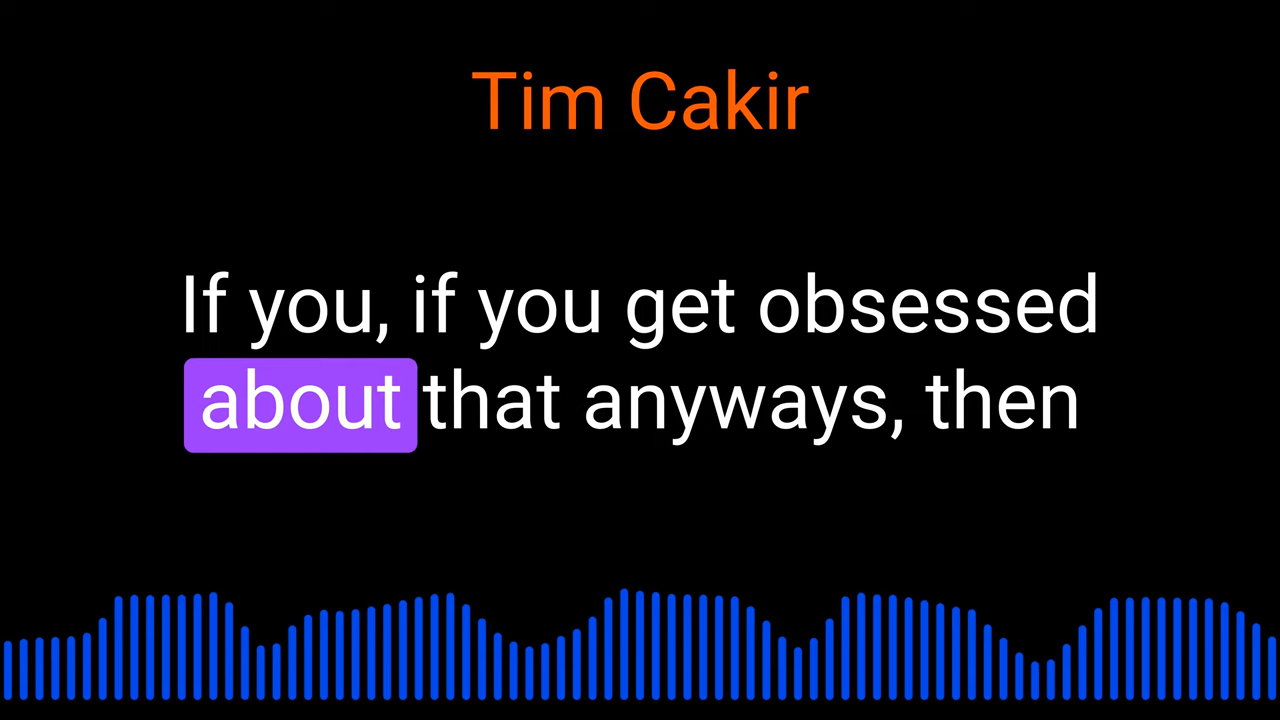 Tim Cakir
If you, if you get obsessed
about that anyways, then